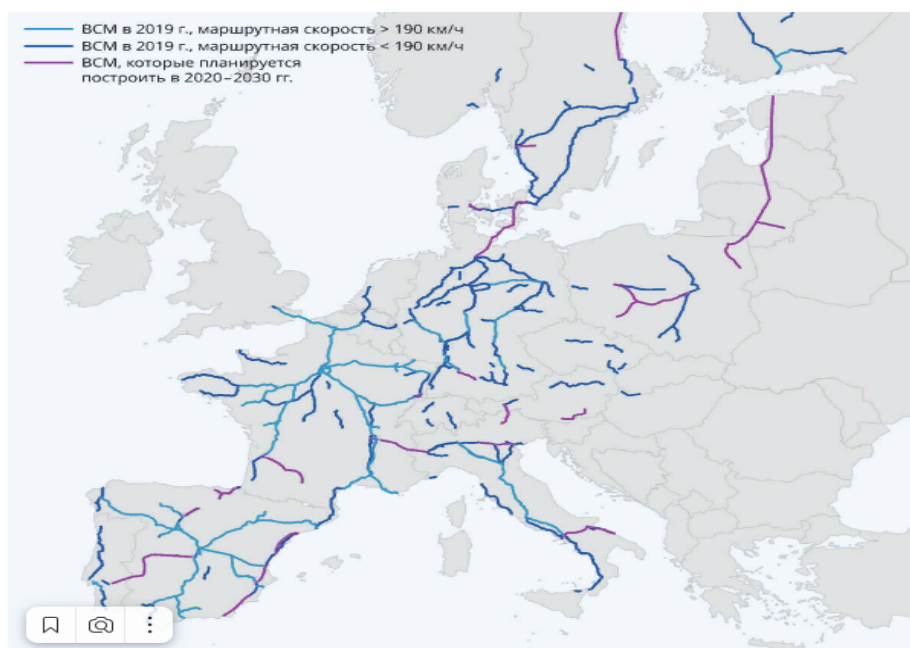 ВСМ в 2019 г., маршрутная скорость > 190 км/ч
ВСМ в 2019 г., маршрутная скорость < 190 км/ч
ВСМ, которые планируется
построить в 2020–2030 гг.